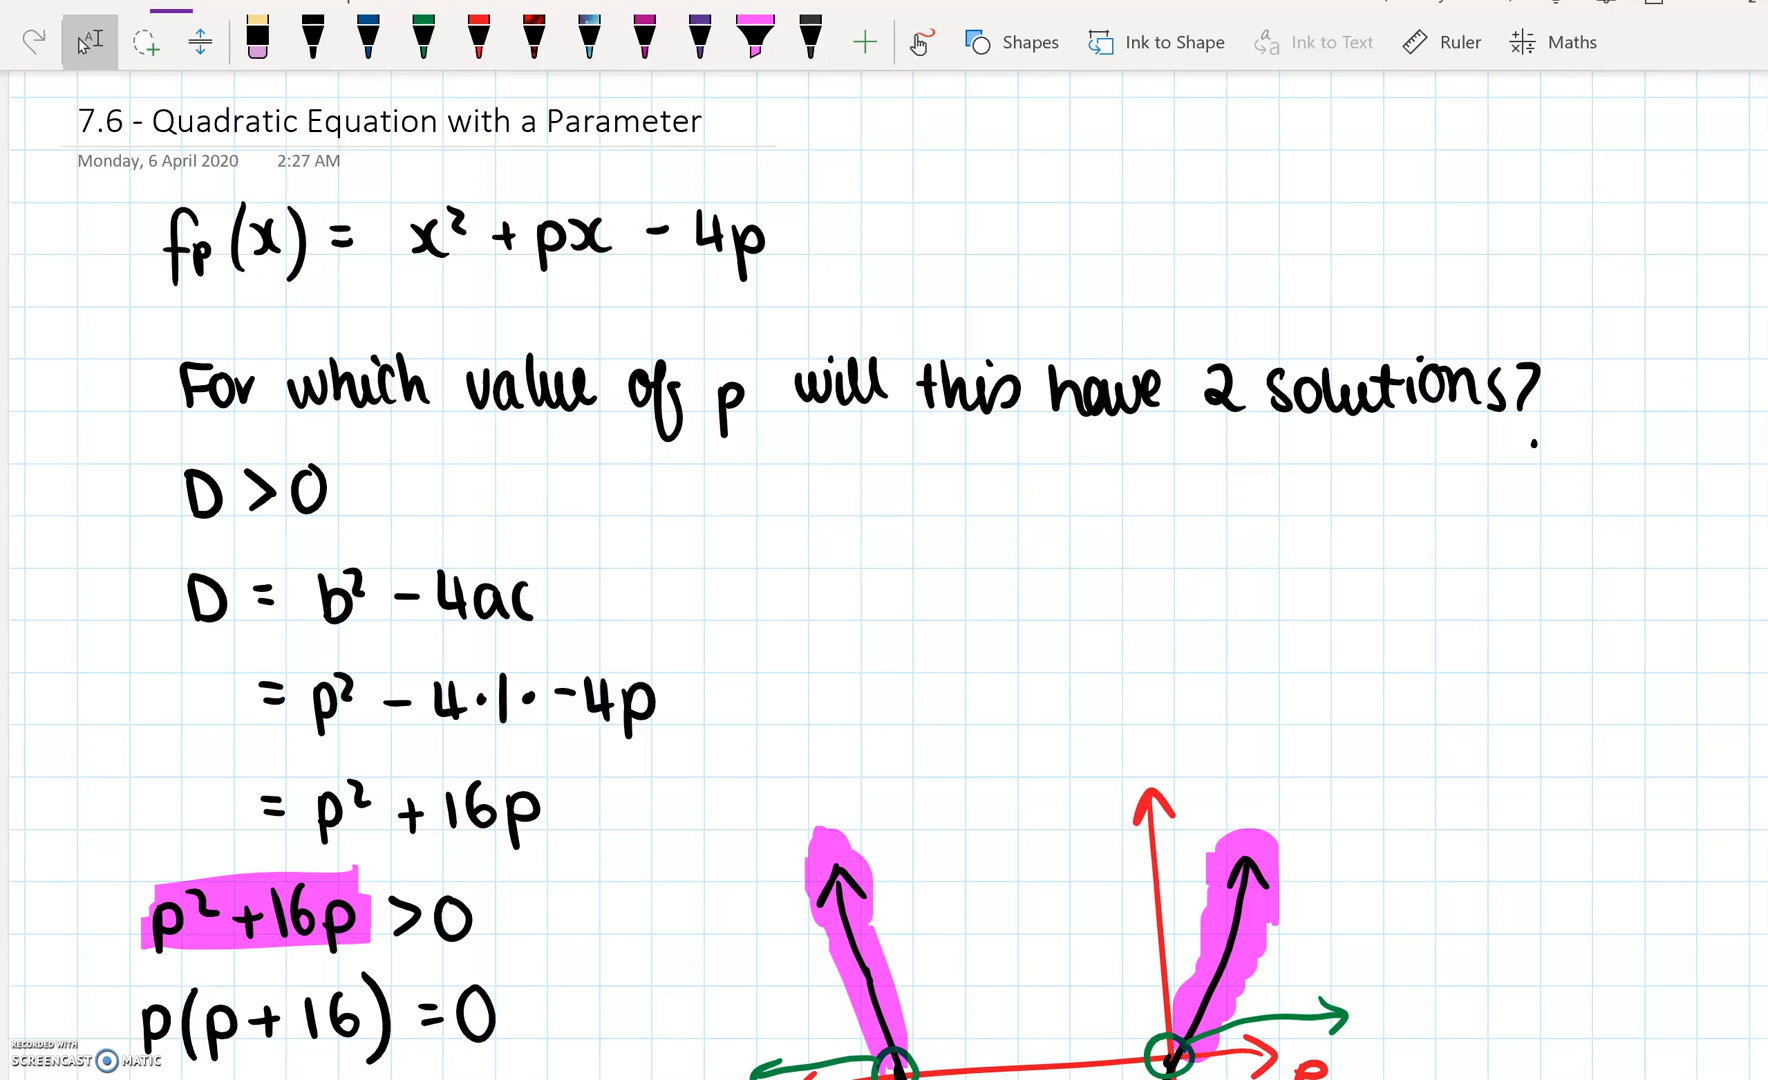 Shapes Ink to Shape Ink to Text Ruler Maths
7.6 - Quadratic Equation with a Parameter
Monday, 6 April 2020 2:27 AM
fₚ(x) = x² + px - 4p
For which value of p will this have 2 solutions?
D > 0
D = b² - 4ac
= p² - 4·1·-4p
= p² + 16p
p² + 16p > 0
p(p + 16) = 0
SCREENCAST MATIC